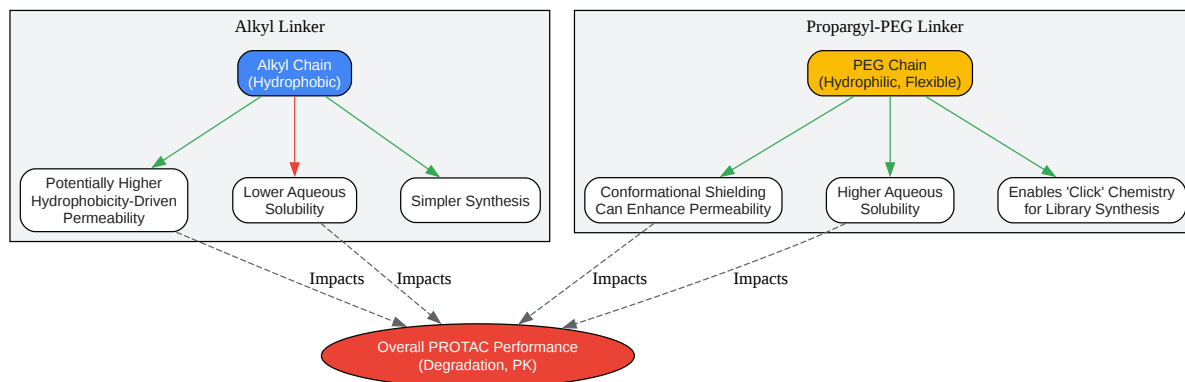 Alkyl Linker
Alkyl Chain
(Hydrophobic)
Potentially Higher
Hydrophobicity-Driven
Permeability
Lower Aqueous
Solubility
Simpler Synthesis
Propargyl-PEG Linker
PEG Chain
(Hydrophilic, Flexible)
Conformational Shielding
Can Enhance Permeability
Higher Aqueous
Solubility
Enables 'Click' Chemistry
for Library Synthesis
Impacts
Impacts
Impacts
Impacts
Overall PROTAC Performance
(Degradation, PK)